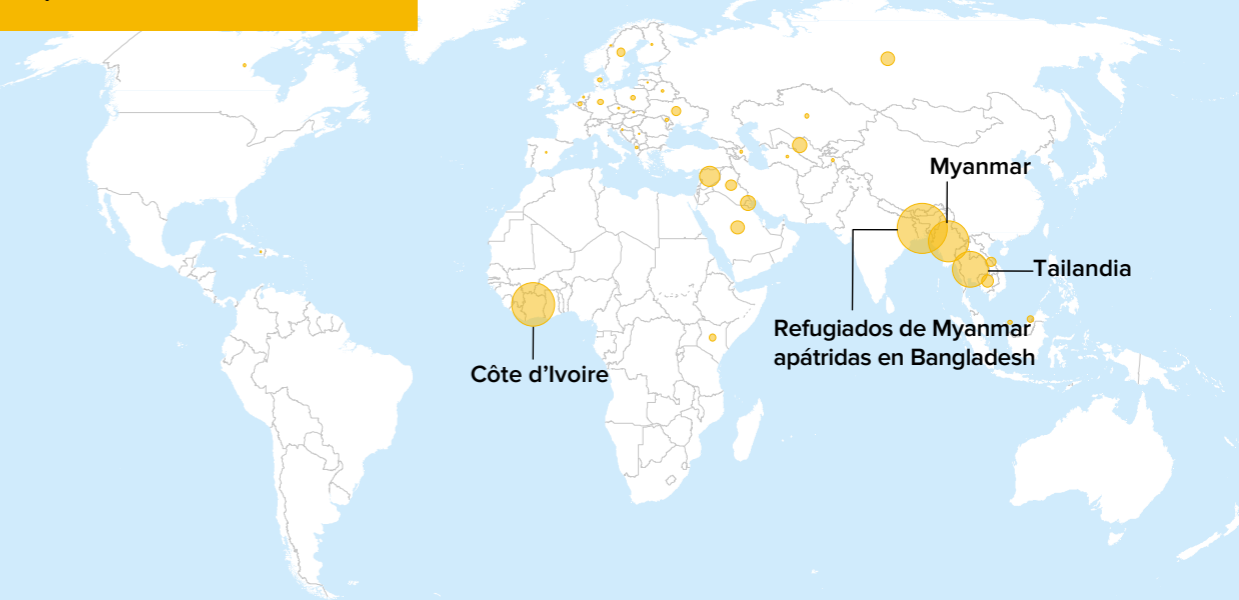 Myanmar
Tailandia
Refugiados de Myanmar
apátridas en Bangladesh
Côte d’Ivoire